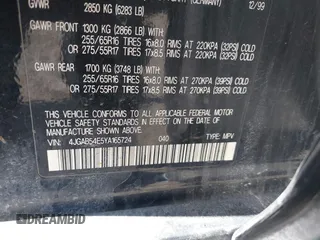 (GERMANY) 12/99
GVWR 2850 KG (6283 LB)
GAWR FRONT 1300 KG (2866 LB)
255/65R16 TIRES 16x8.0 RIMS AT 220KPA (32PSI) COLD
or 275/55R17 TIRES 17x8.5 RIMS AT 220KPA (32PSI) COLD
GAWR REAR 1700 KG (3748 LB)
255/65R16 TIRES 16x8.0 RIMS AT 270KPA (39PSI) COLD
or 275/55R17 TIRES 17x8.5 RIMS AT 270KPA (39PSI) COLD
THIS VEHICLE CONFORMS TO ALL APPLICABLE FEDERAL MOTOR
VEHICLE SAFETY STANDARDS IN EFFECT ON THE DATE OF
MANUFACTURE SHOWN ABOVE.
VIN: 4JGAB54E5YA165724 040 TYPE: MPV
DREAMBID